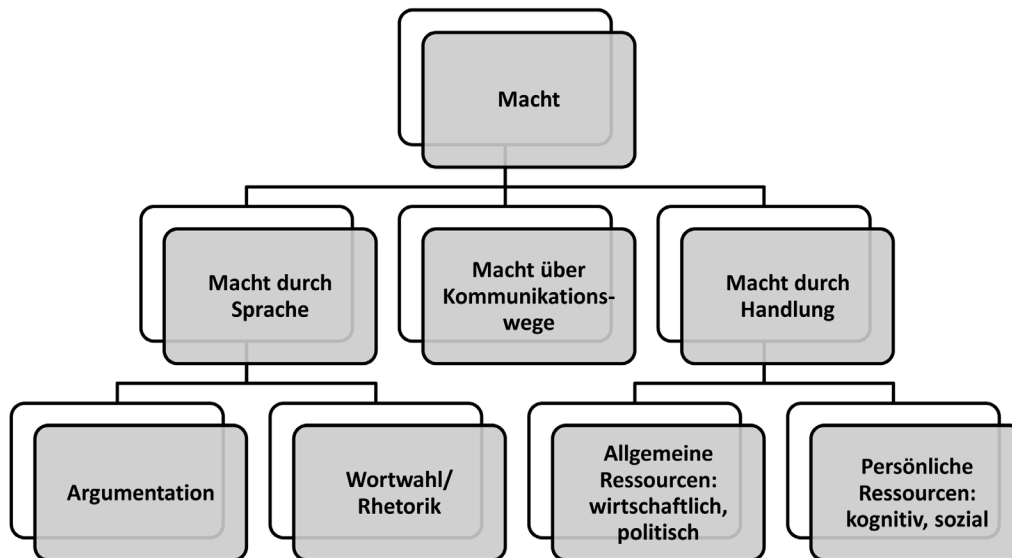 Macht
Macht durch
Sprache
Macht über
Kommunikations-
wege
Macht durch
Handlung
Argumentation
Wortwahl/
Rhetorik
Allgemeine
Ressourcen:
wirtschaftlich,
politisch
Persönliche
Ressourcen:
kognitiv, sozial